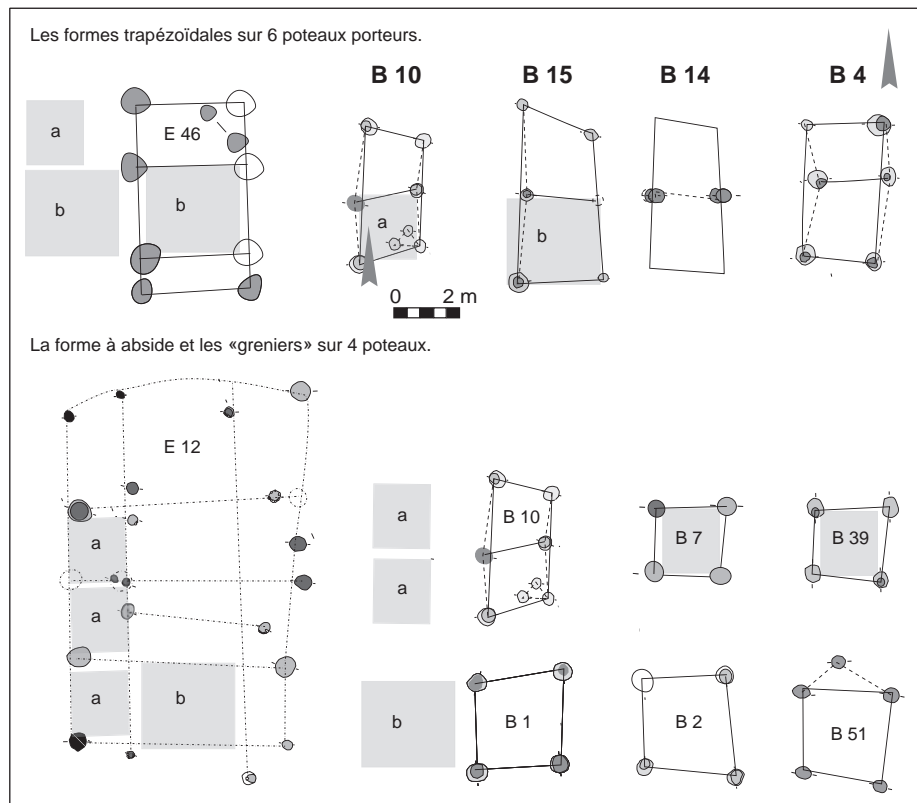 Les formes trapézoïdales sur 6 poteaux porteurs.
B 10 B 15 B 14 B 4
a E 46
b b a b
0 2 m
La forme à abside et les «greniers» sur 4 poteaux.
E 12
a a B 10 B 7 B 39
a a
a b b B 1 B 2 B 51